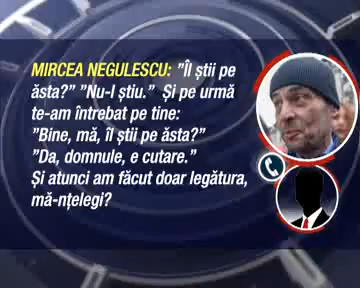 MIRCEA NEGULESCU: ”Îl știi pe
ăsta?” ”Nu-l știu.” Și pe urmă
te-am întrebat pe tine:
”Bine, mă, îl știi pe ăsta?”
”Da, domnule, e cutare.”
Și atunci am făcut doar legătura,
mă-nțelegi?